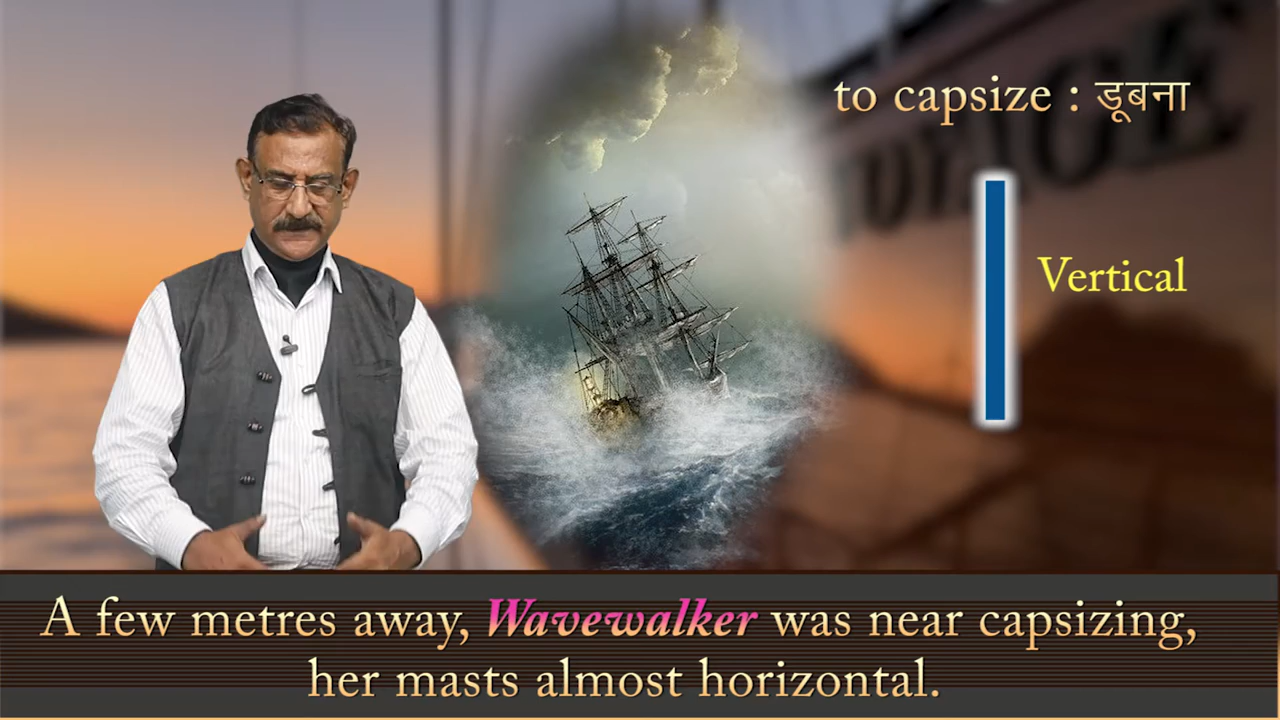 to capsize : डूबना
Vertical
A few metres away, Wavewalker was near capsizing,
her masts almost horizontal.